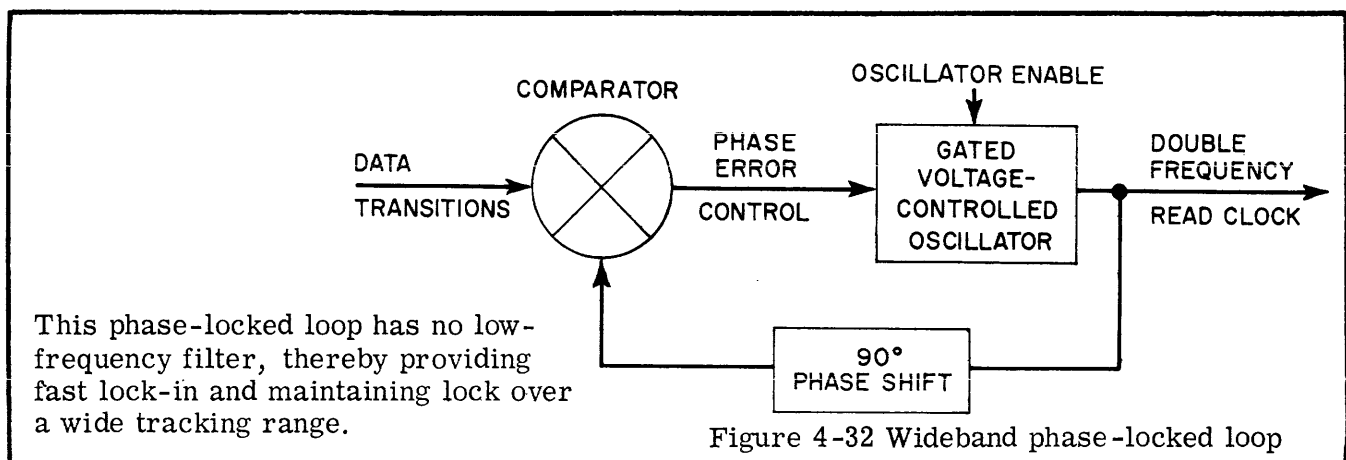 OSCILLATOR ENABLE
COMPARATOR
DATA
TRANSITIONS
PHASE
ERROR
CONTROL
GATED
VOLTAGE-
CONTROLLED
OSCILLATOR
DOUBLE
FREQUENCY
READ CLOCK
90°
PHASE SHIFT
This phase-locked loop has no low-
frequency filter, thereby providing
fast lock-in and maintaining lock over
a wide tracking range.
Figure 4-32 Wideband phase-locked loop